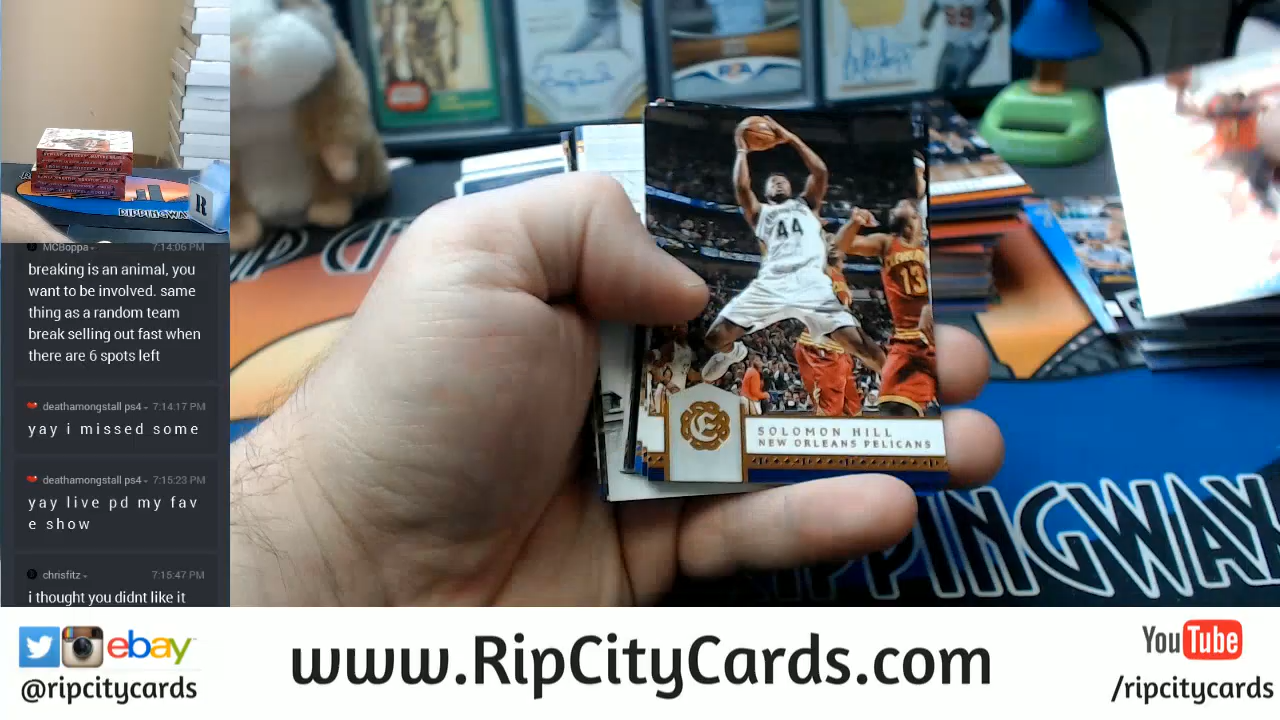 MCBoppa 7:14:06 PM
breaking is an animal, you
want to be involved. same
thing as a random team
break selling out fast when
there are 6 spots left
deathamongstall ps4 7:14:17 PM
yay i missed some
deathamongstall ps4 7:15:23 PM
yay live pd my fav
e show
chrisfitz 7:15:47 PM
i thought you didnt like it
44
13
E
SOLOMON HILL
NEW ORLEANS PELICANS
RIPPINGWAX
R
ebay
@ripcitycards
www.RipCityCards.com
YouTube
/ripcitycards